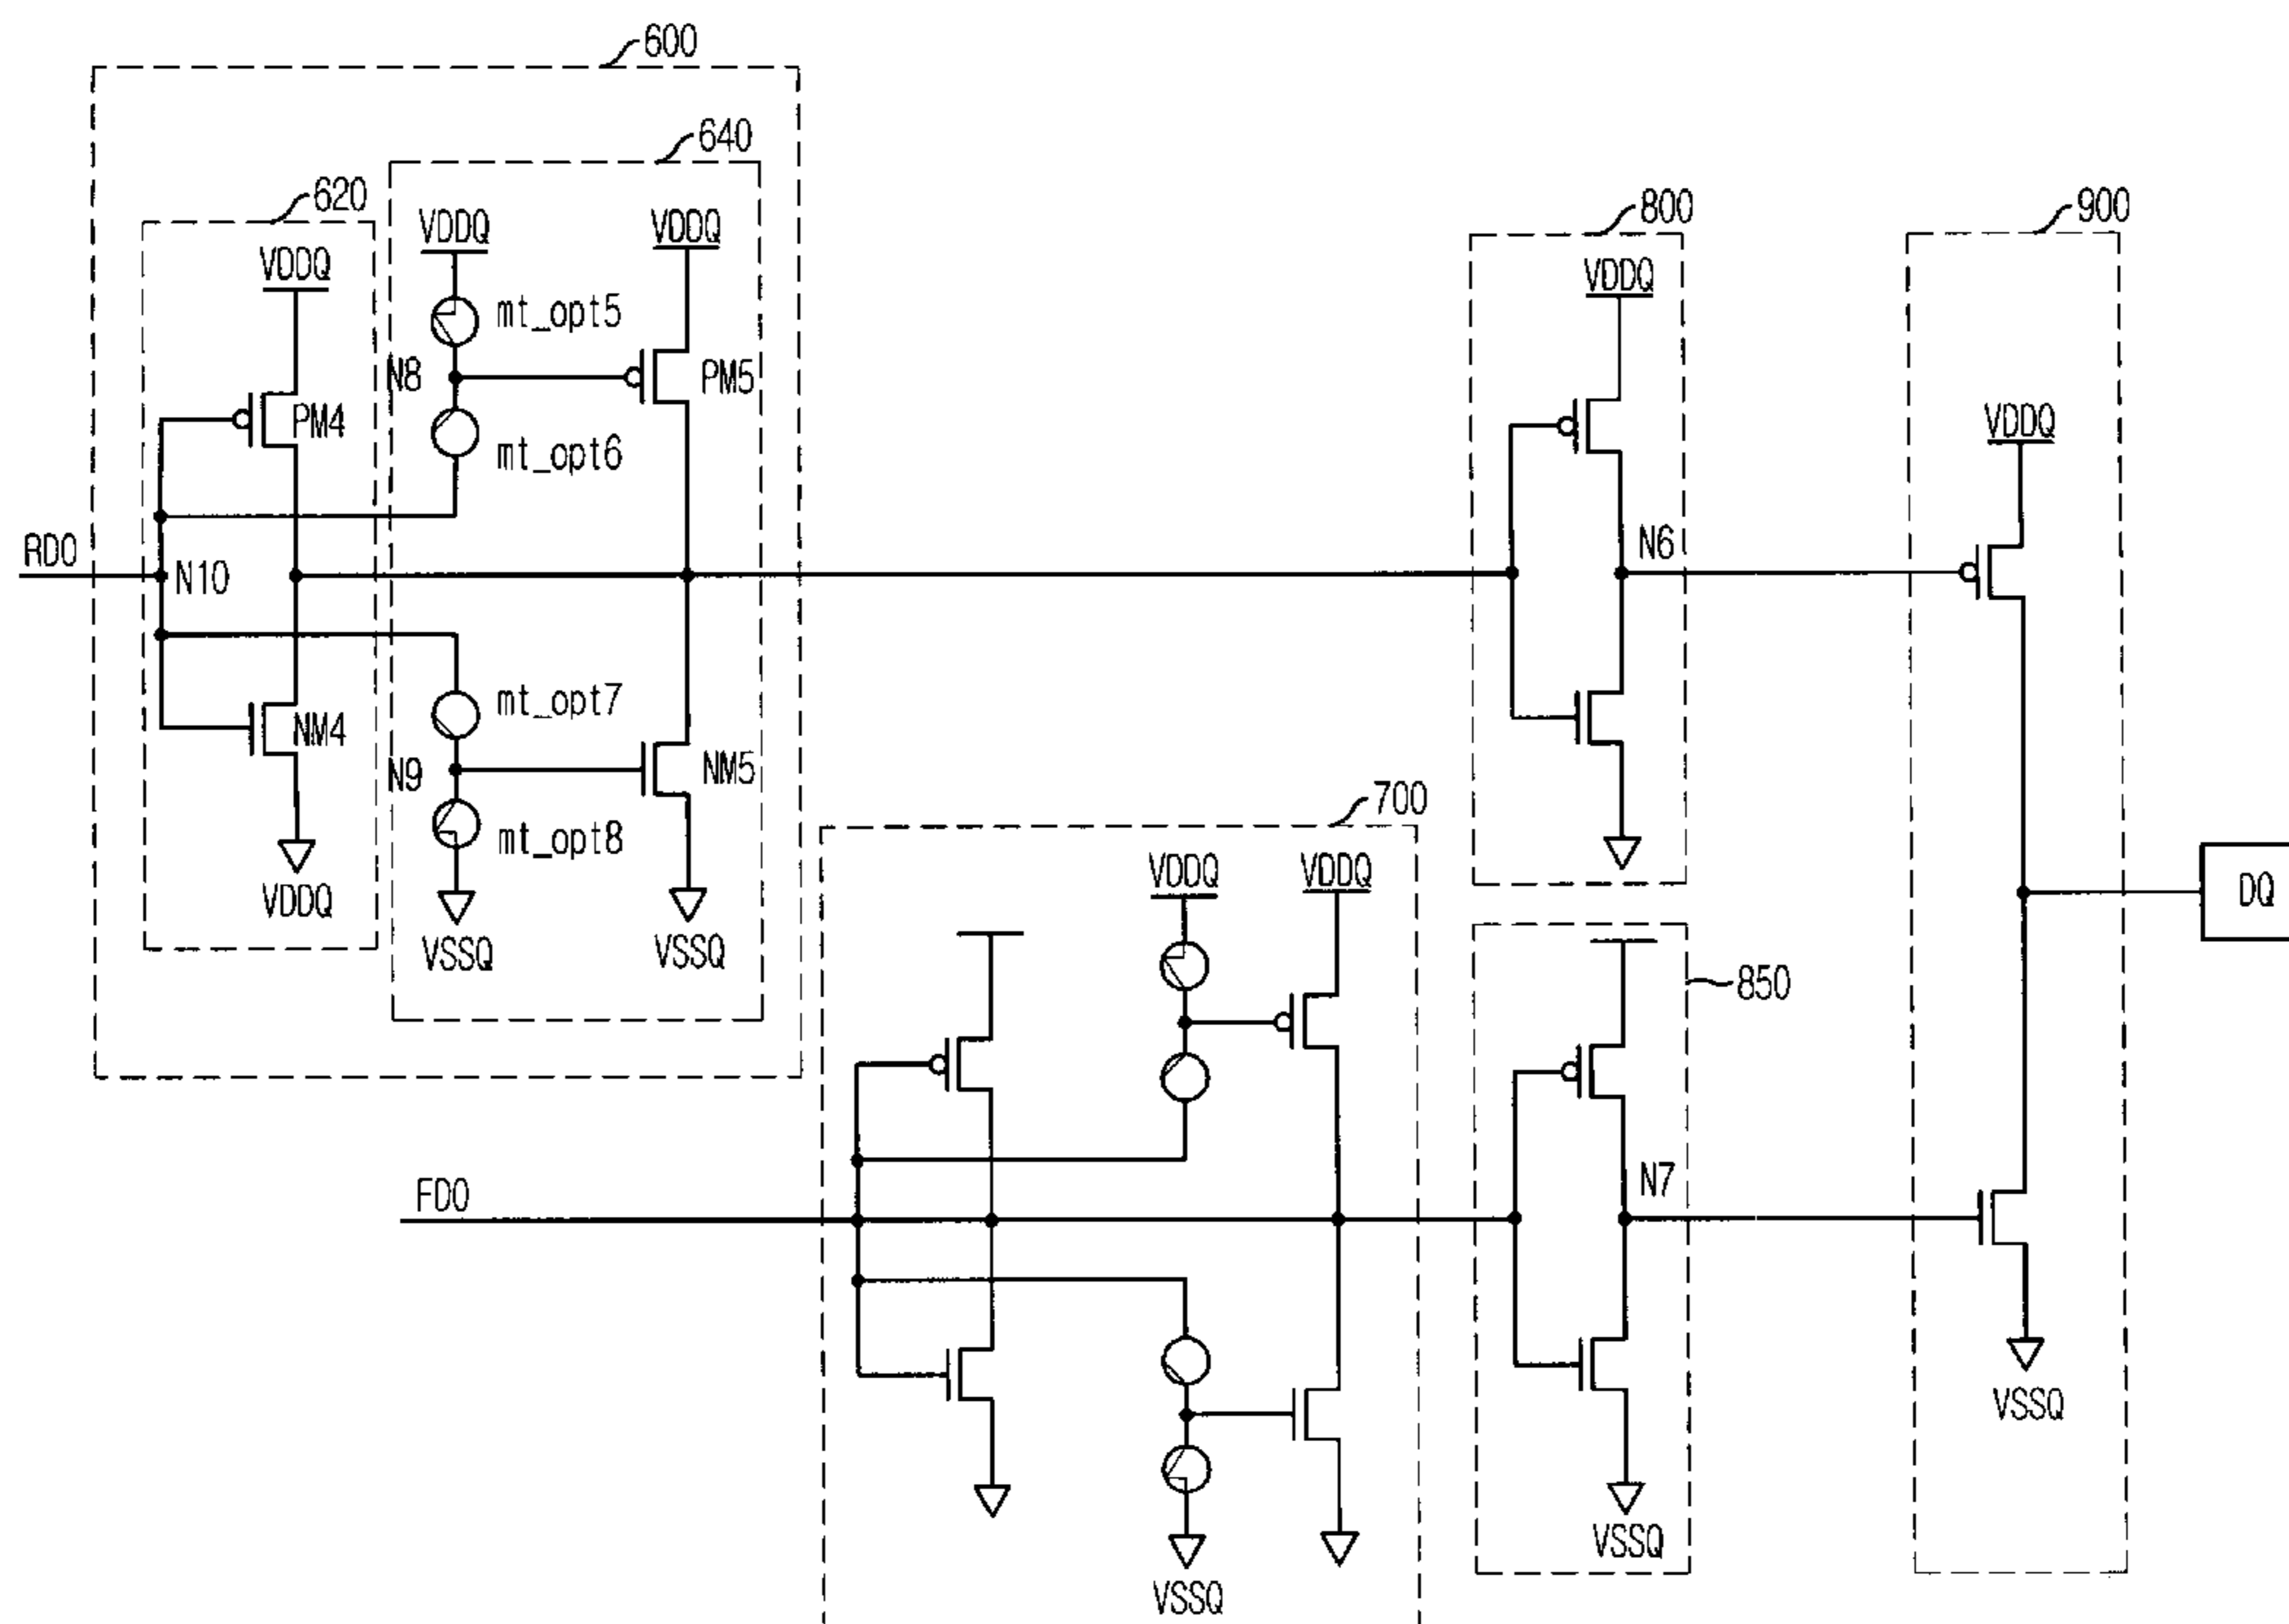 600
640
620
VDDQ
VDDQ
VDDQ
mt_opt5
N8
PM5
PM4
mt_opt6
RDO
N10
mt_opt7
NM4
N9
NM5
mt_opt8
VDDQ
VSSQ
VSSQ
800
VDDQ
N6
900
VDDQ
DQ
700
VDDQ
VDDQ
850
FDO
N7
VSSQ
VSSQ
VSSQ